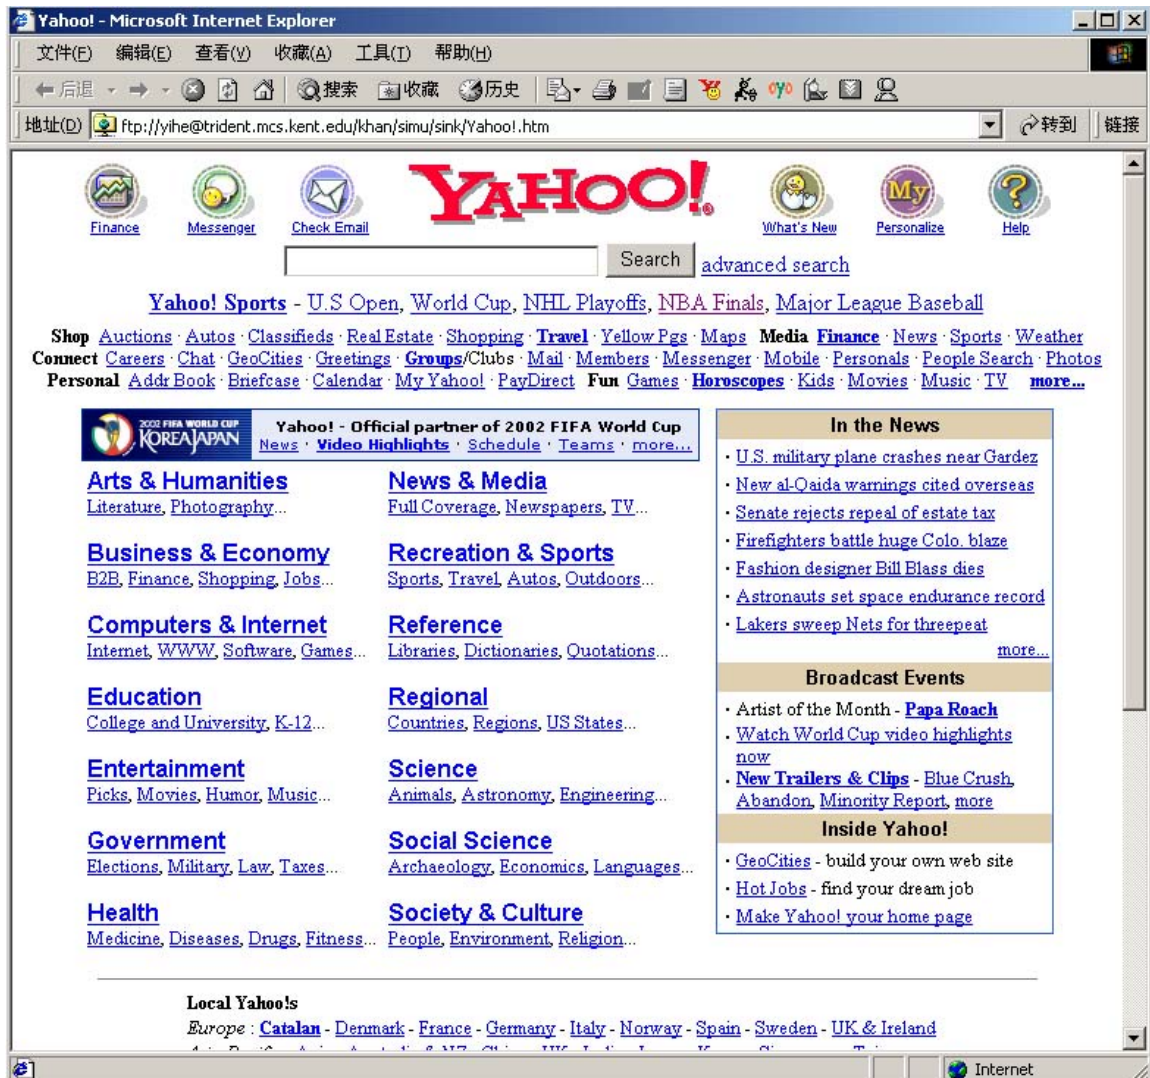 Yahoo! - Microsoft Internet Explorer
文件(F) 编辑(E) 查看(V) 收藏(A) 工具(T) 帮助(H)
后退 搜索 收藏 历史
地址(D) ftp://yihe@trident.mcs.kent.edu/khan/simu/sink/Yahoo!.htm 转到 链接
YAHOO!
Finance Messenger Check Email What's New My Personalize Help
Search advanced search
Yahoo! Sports - U.S Open, World Cup, NHL Playoffs, NBA Finals, Major League Baseball
Shop Auctions · Autos · Classifieds · Real Estate · Shopping · Travel · Yellow Pgs · Maps Media Finance · News · Sports · Weather
Connect Careers · Chat · GeoCities · Greetings · Groups/Clubs · Mail · Members · Messenger · Mobile · Personals · People Search · Photos
Personal Addr Book · Briefcase · Calendar · My Yahoo! · PayDirect Fun Games · Horoscopes · Kids · Movies · Music · TV more...
2002 FIFA WORLD CUP
KOREAJAPAN
Yahoo! - Official partner of 2002 FIFA World Cup
News · Video Highlights · Schedule · Teams · more...
Arts & Humanities
Literature, Photography...
Business & Economy
B2B, Finance, Shopping, Jobs...
Computers & Internet
Internet, WWW, Software, Games...
Education
College and University, K-12...
Entertainment
Picks, Movies, Humor, Music...
Government
Elections, Military, Law, Taxes...
Health
Medicine, Diseases, Drugs, Fitness...
News & Media
Full Coverage, Newspapers, TV...
Recreation & Sports
Sports, Travel, Autos, Outdoors...
Reference
Libraries, Dictionaries, Quotations...
Regional
Countries, Regions, US States...
Science
Animals, Astronomy, Engineering...
Social Science
Archaeology, Economics, Languages...
Society & Culture
People, Environment, Religion...
In the News
· U.S. military plane crashes near Gardez
· New al-Qaida warnings cited overseas
· Senate rejects repeal of estate tax
· Firefighters battle huge Colo. blaze
· Fashion designer Bill Blass dies
· Astronauts set space endurance record
· Lakers sweep Nets for threepeat
more...
Broadcast Events
· Artist of the Month - Papa Roach
· Watch World Cup video highlights
now
· New Trailers & Clips - Blue Crush,
Abandon, Minority Report, more
Inside Yahoo!
· GeoCities - build your own web site
· Hot Jobs - find your dream job
· Make Yahoo! your home page
Local Yahoo!s
Europe : Catalan - Denmark - France - Germany - Italy - Norway - Spain - Sweden - UK & Ireland
Internet